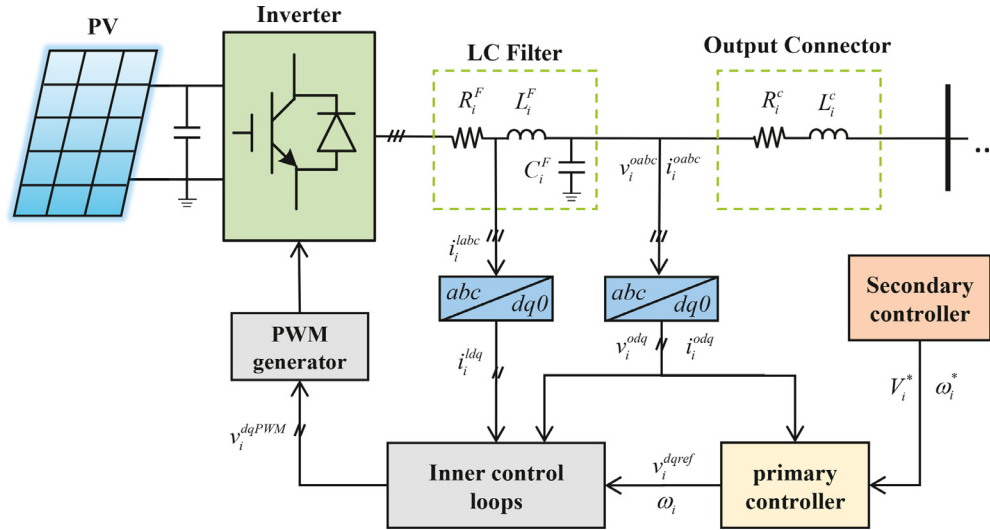 PV
Inverter
LC Filter
Output Connector
R_i^F
L_i^F
C_i^F
R_i^c
L_i^c
v_i^{oabc}
i_i^{oabc}
..
i_i^{labc}
abc
dq0
abc
dq0
Secondary
controller
PWM
generator
i_i^{ldq}
v_i^{odq}
i_i^{odq}
V_i^*
ω_i^*
v_i^{dqPWM}
Inner control
loops
v_i^{dqref}
ω_i
primary
controller